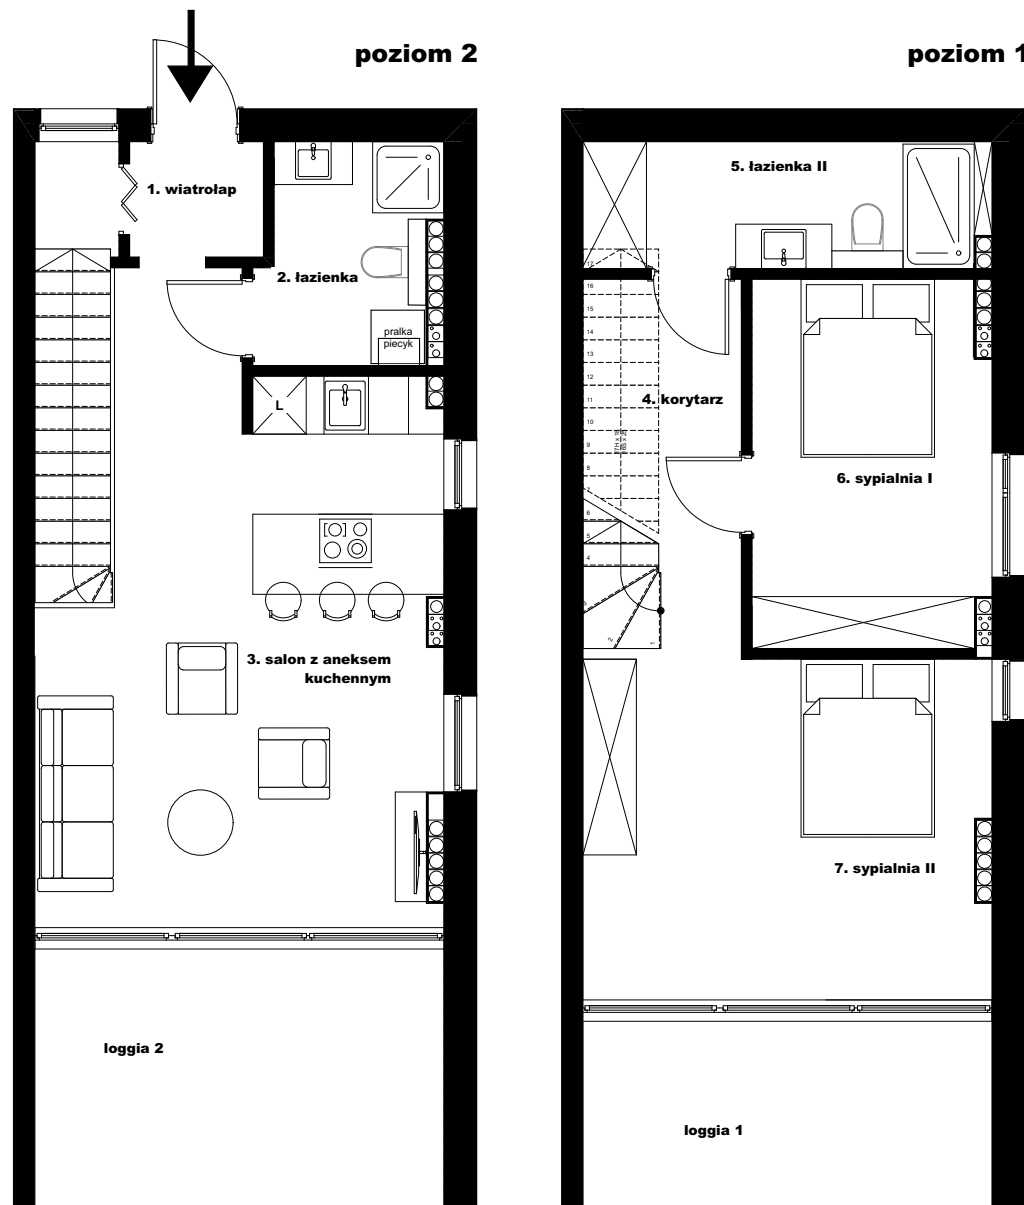 poziom 2
poziom 1
1. wiatrołap
2. łazienka
pralka
piecyk
L
3. salon z aneksem
kuchennym
loggia 2
5. łazienka II
17
16
15
14
13
12
11
10
9
8
7
6
5
4
2
1
4. korytarz
6. sypialnia I
7. sypialnia II
loggia 1